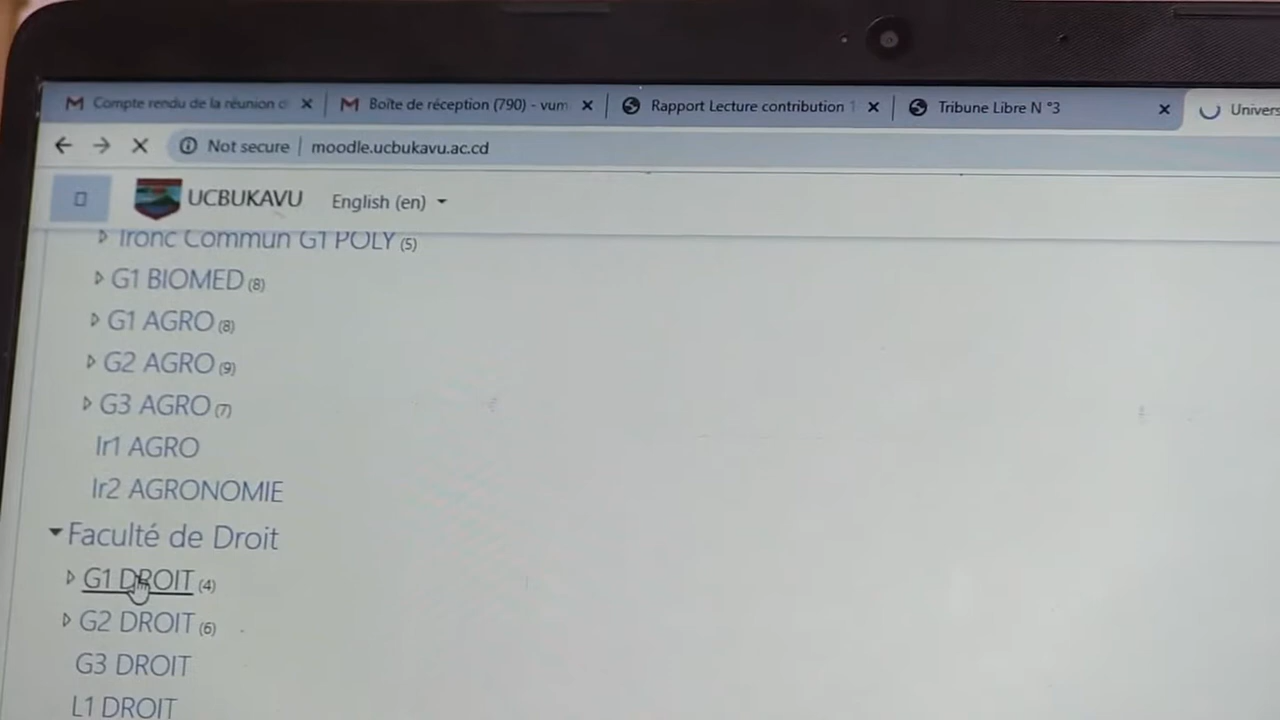 Compte rendu de la réunion d
Boîte de réception (790) - vum
Rapport Lecture contribution 1
Tribune Libre N °3
Univers
Not secure
moodle.ucbukavu.ac.cd
UCBUKAVU
English (en)
Tronc Commun G1 POLY (5)
G1 BIOMED (8)
G1 AGRO (8)
G2 AGRO (9)
G3 AGRO (7)
Ir1 AGRO
Ir2 AGRONOMIE
Faculté de Droit
G1 DROIT (4)
G2 DROIT (6)
G3 DROIT
L1 DROIT